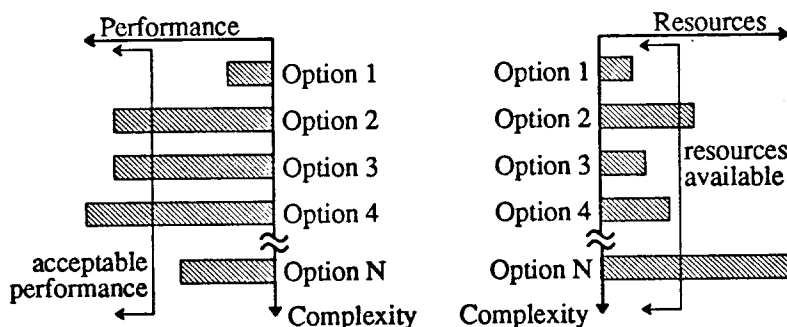 Performance
Resources
Option 1
Option 1
Option 2
Option 2
Option 3
Option 3
resources
available
Option 4
Option 4
acceptable
performance
Option N
Option N
Complexity
Complexity